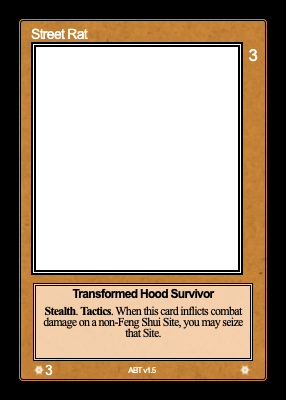 Street Rat
3
Transformed Hood Survivor
Stealth. Tactics. When this card inflicts combat
damage on a non-Feng Shui Site, you may seize
that Site.
3
ABT v1.5